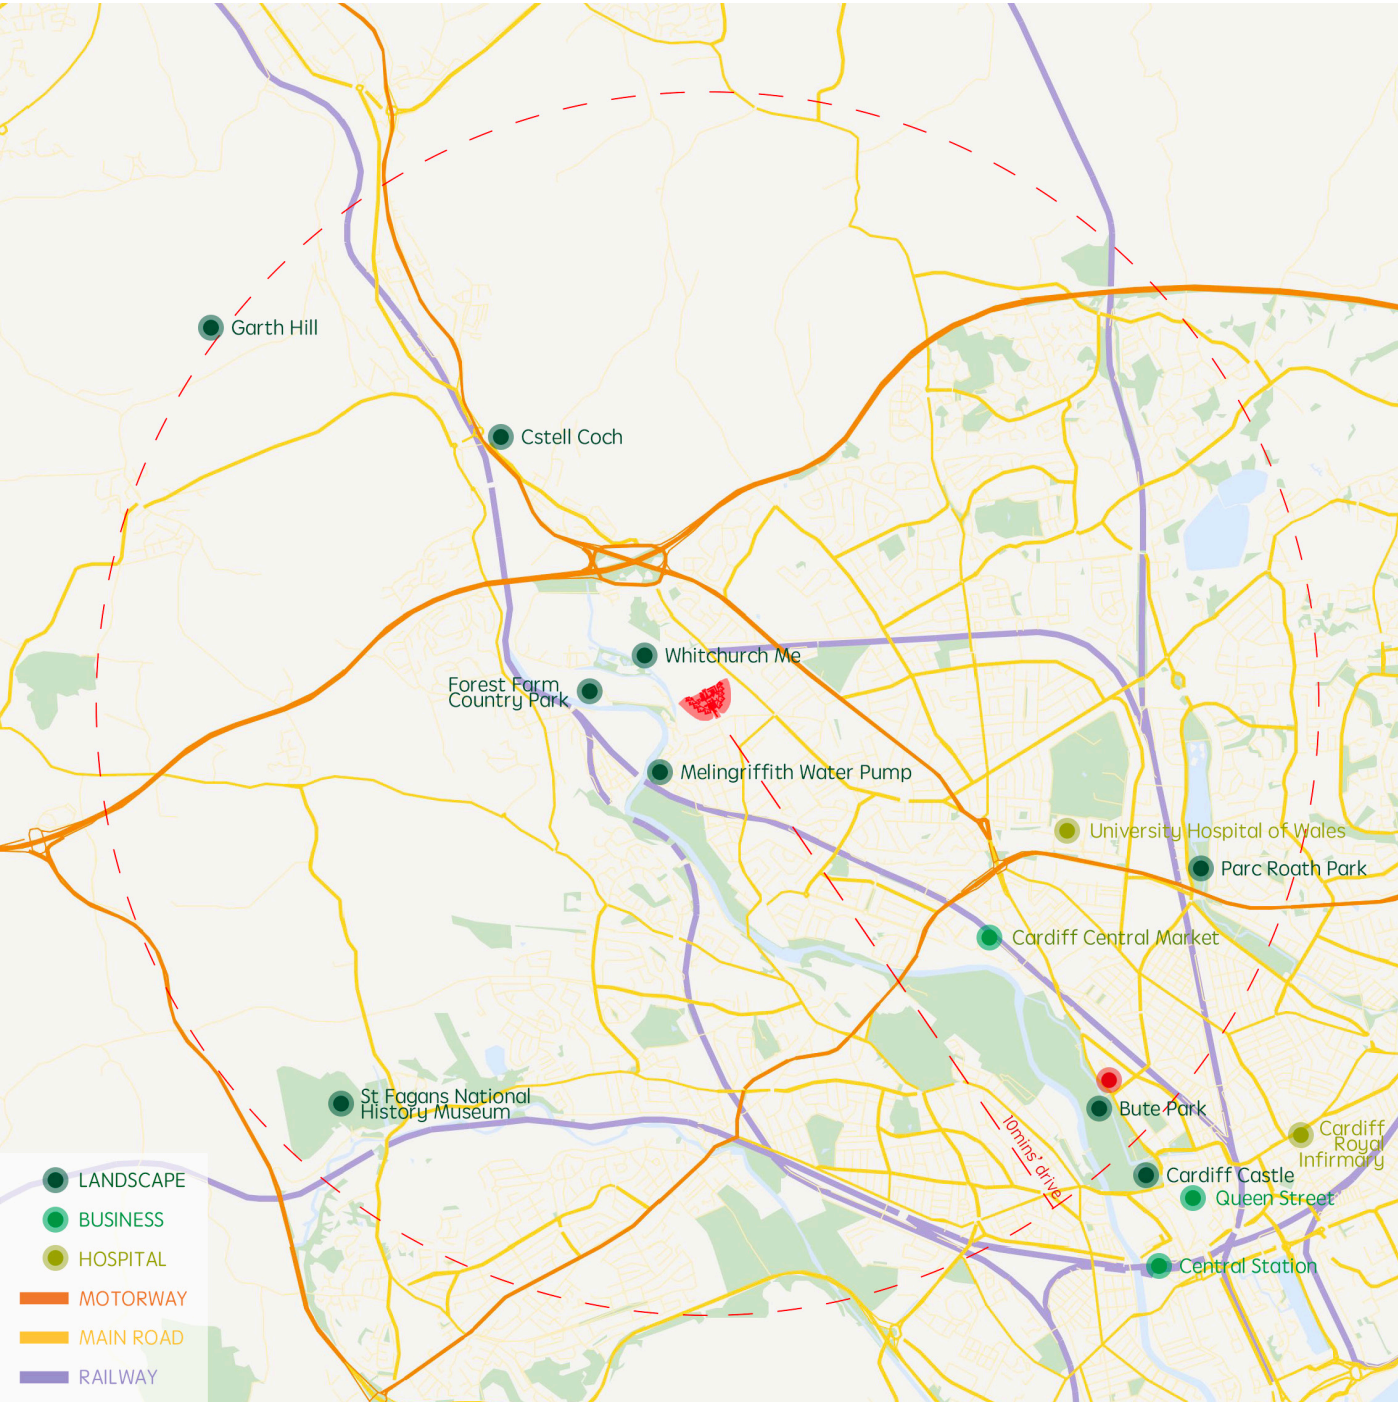 Garth Hill
Cstell Coch
Whitchurch Me
Forest Farm
Country Park
Melingriffith Water Pump
University Hospital of Wales
Parc Roath Park
Cardiff Central Market
St Fagans National
History Museum
Bute Park
10mins' drive
Cardiff
Royal
Infirmary
Cardiff Castle
Queen Street
Central Station
LANDSCAPE
BUSINESS
HOSPITAL
MOTORWAY
MAIN ROAD
RAILWAY